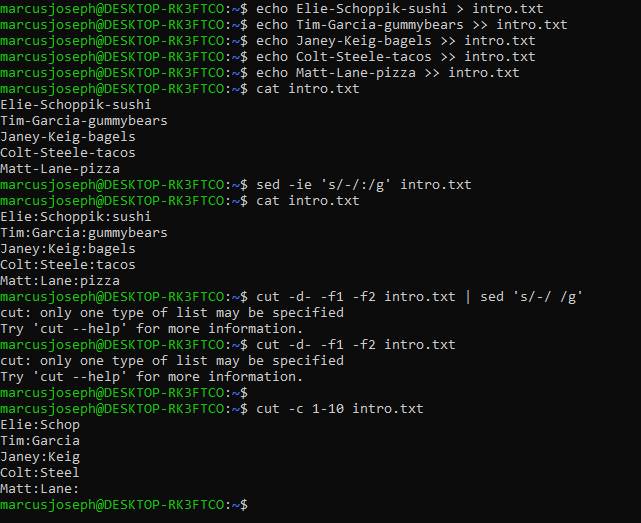 marcusjoseph@DESKTOP-RK3FTCO:~$ echo Elie-Schoppik-sushi > intro.txt
marcusjoseph@DESKTOP-RK3FTCO:~$ echo Tim-Garcia-gummybears >> intro.txt
marcusjoseph@DESKTOP-RK3FTCO:~$ echo Janey-Keig-bagels >> intro.txt
marcusjoseph@DESKTOP-RK3FTCO:~$ echo Colt-Steele-tacos >> intro.txt
marcusjoseph@DESKTOP-RK3FTCO:~$ echo Matt-Lane-pizza >> intro.txt
marcusjoseph@DESKTOP-RK3FTCO:~$ cat intro.txt
Elie-Schoppik-sushi
Tim-Garcia-gummybears
Janey-Keig-bagels
Colt-Steele-tacos
Matt-Lane-pizza
marcusjoseph@DESKTOP-RK3FTCO:~$ sed -ie 's/-/:/g' intro.txt
marcusjoseph@DESKTOP-RK3FTCO:~$ cat intro.txt
Elie:Schoppik:sushi
Tim:Garcia:gummybears
Janey:Keig:bagels
Colt:Steele:tacos
Matt:Lane:pizza
marcusjoseph@DESKTOP-RK3FTCO:~$ cut -d- -f1 -f2 intro.txt | sed 's/-/ /g'
cut: only one type of list may be specified
Try 'cut --help' for more information.
marcusjoseph@DESKTOP-RK3FTCO:~$ cut -d- -f1 -f2 intro.txt
cut: only one type of list may be specified
Try 'cut --help' for more information.
marcusjoseph@DESKTOP-RK3FTCO:~$
marcusjoseph@DESKTOP-RK3FTCO:~$ cut -c 1-10 intro.txt
Elie:Schop
Tim:Garcia
Janey:Keig
Colt:Steel
Matt:Lane:
marcusjoseph@DESKTOP-RK3FTCO:~$